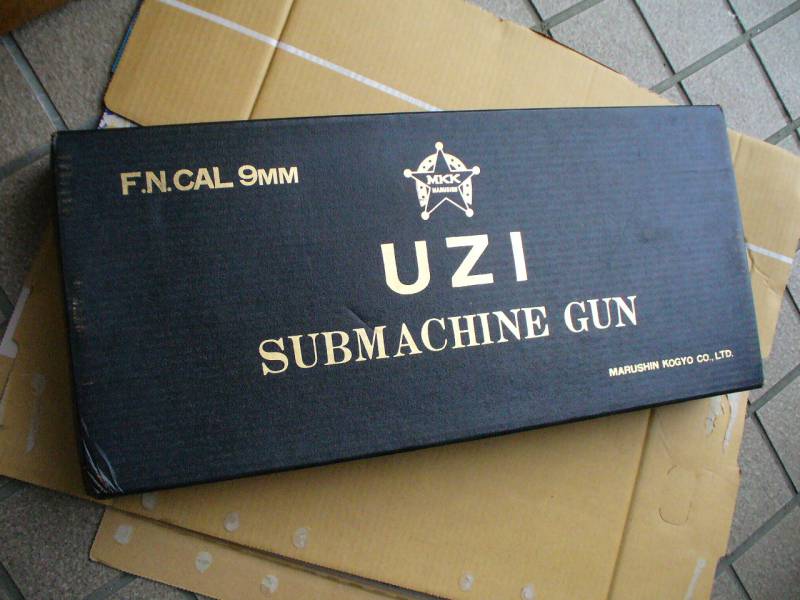 F.N.CAL 9MM
MKK
MARUSHIN
UZI
SUBMACHINE GUN
MARUSHIN KOGYO CO., LTD.